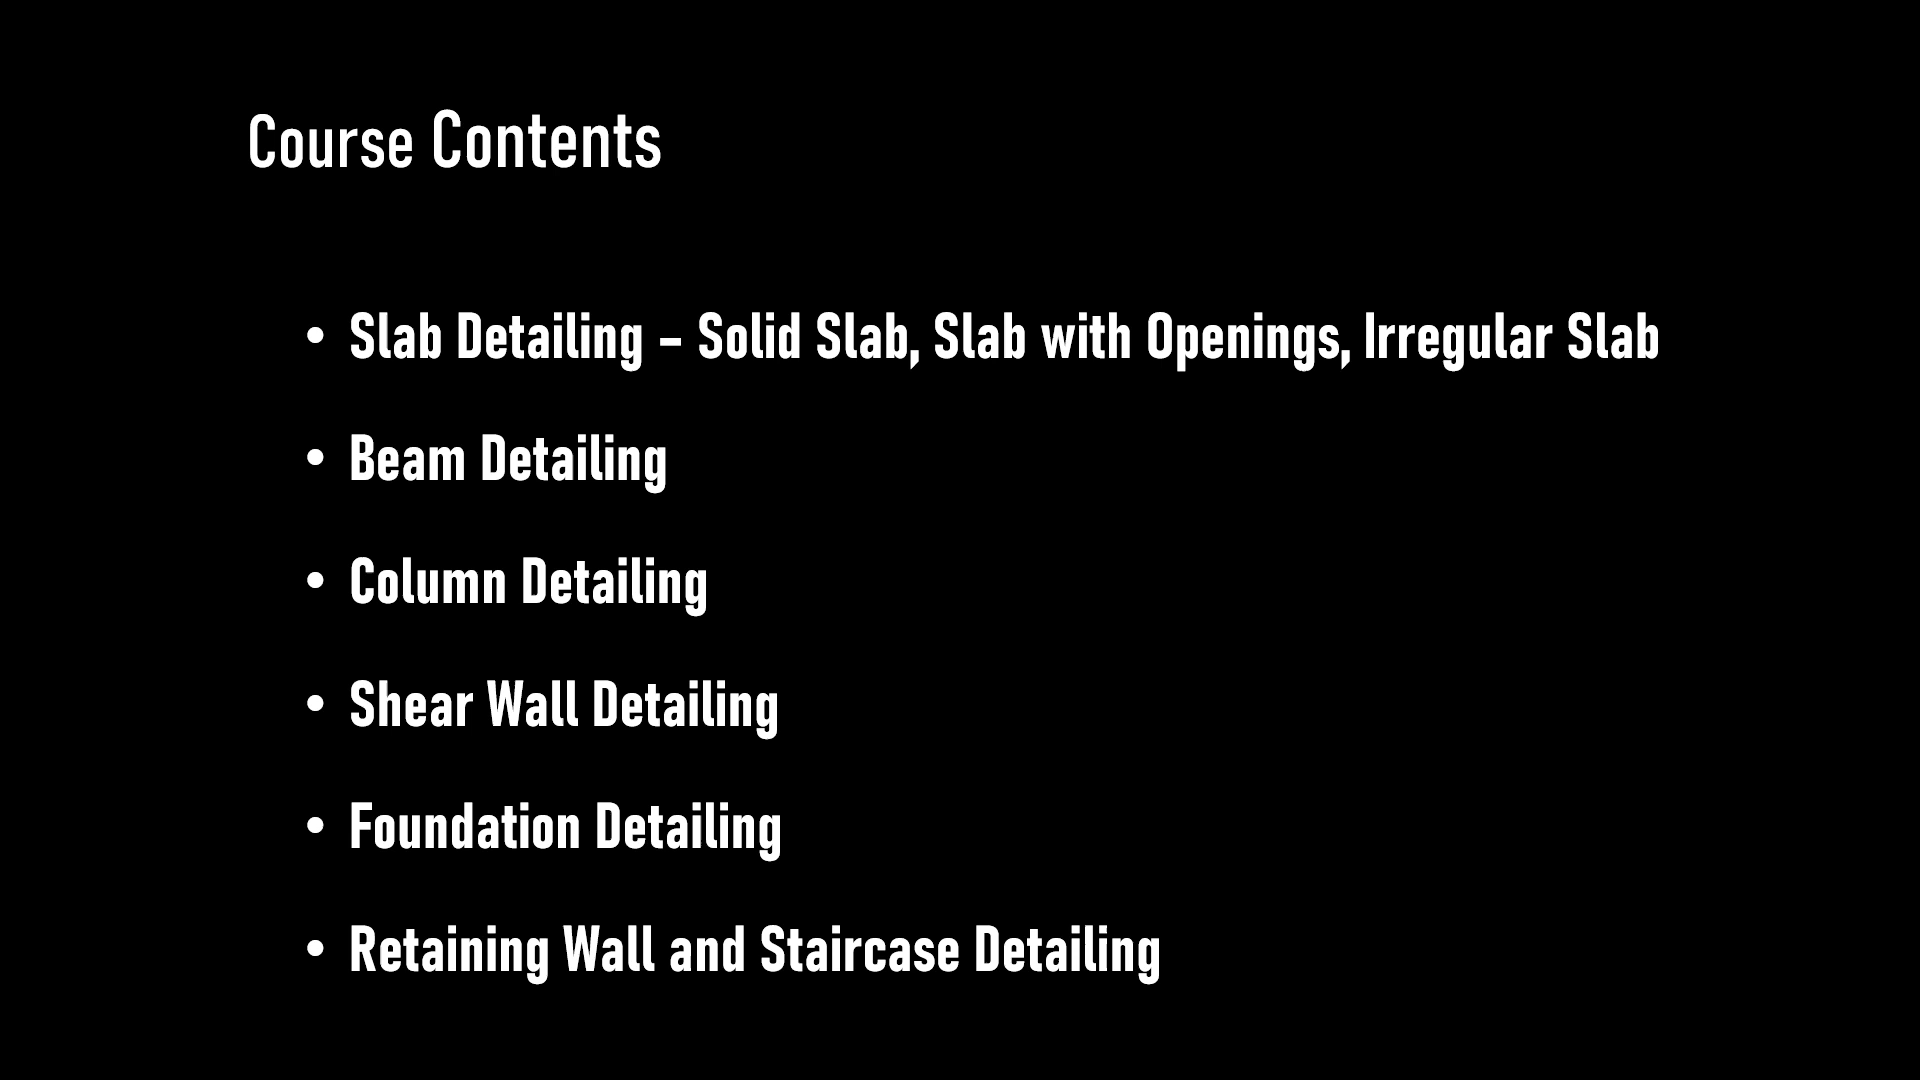 Course Contents
• Slab Detailing – Solid Slab, Slab with Openings, Irregular Slab
• Beam Detailing
• Column Detailing
• Shear Wall Detailing
• Foundation Detailing
• Retaining Wall and Staircase Detailing